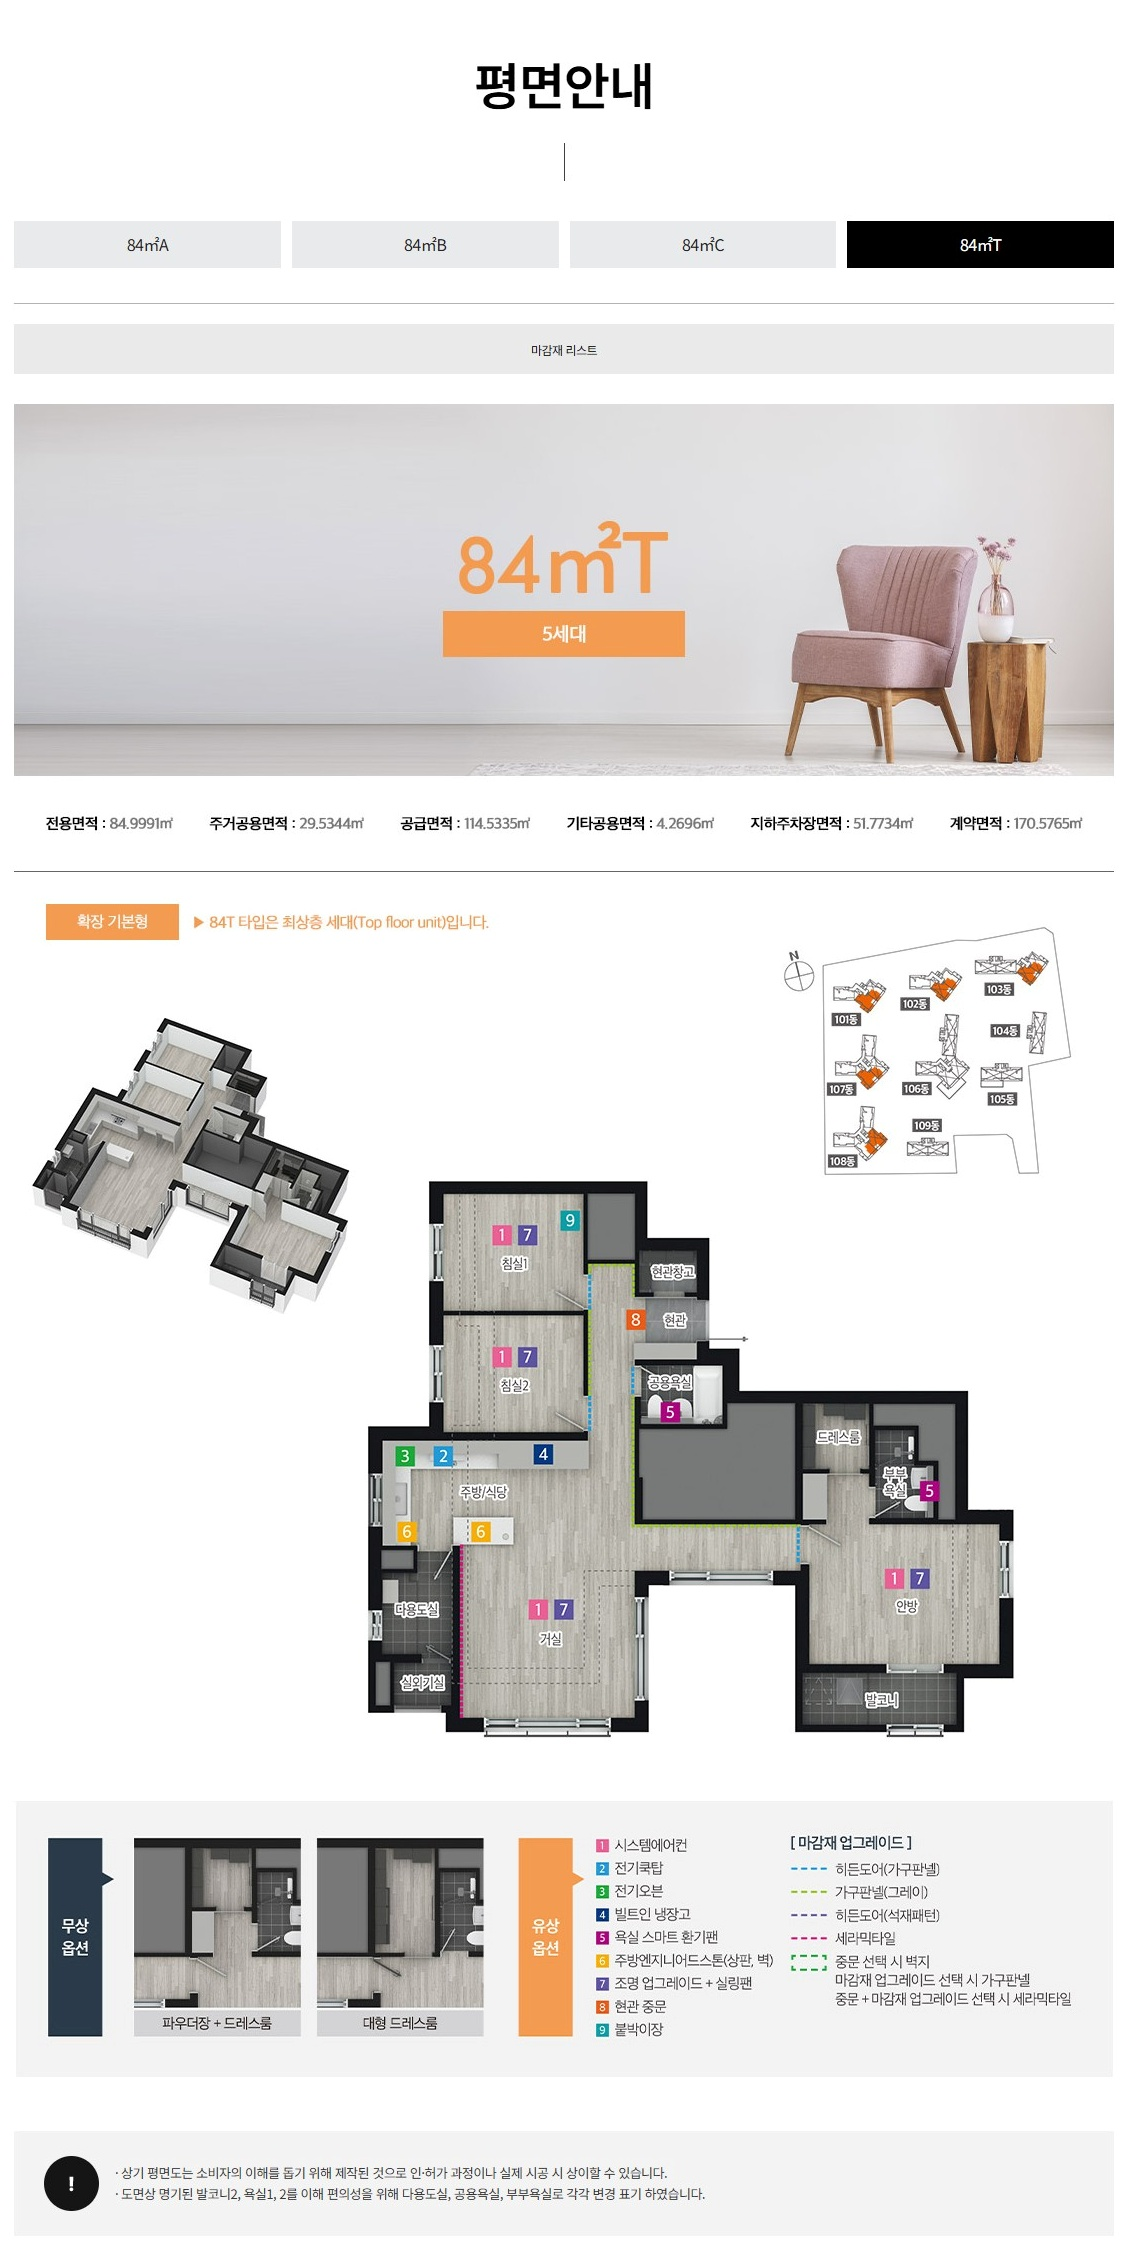 평면안내
84㎡A
84㎡B
84㎡C
84㎡T
마감재 리스트
84㎡T
5세대
전용면적 : 84.9991㎡ 주거공용면적 : 29.5344㎡ 공급면적 : 114.5335㎡ 기타공용면적 : 4.2696㎡ 지하주차장면적 : 51.7734㎡ 계약면적 : 170.5765㎡
확장 기본형
▶ 84T 타입은 최상층 세대(Top floor unit)입니다.
N
101동
102동
103동
104동
107동
106동
105동
108동
109동
1 7
9
침실1
현관창고
8
현관
1 7
침실2
공용욕실
5
3
2
4
주방/식당
6
6
드레스룸
부부
욕실
5
다용도실
1 7
거실
1 7
안방
실외기실
발코니
무상
옵션
파우더장 + 드레스룸
대형 드레스룸
유상
옵션
1 시스템에어컨
2 전기쿡탑
3 전기오븐
4 빌트인 냉장고
5 욕실 스마트 환기팬
6 주방엔지니어드스톤(상판, 벽)
7 조명 업그레이드 + 실링팬
8 현관 중문
9 붙박이장
[ 마감재 업그레이드 ]
히든도어(가구판넬)
가구판넬(그레이)
히든도어(석재패턴)
세라믹타일
중문 선택 시 벽지
마감재 업그레이드 선택 시 가구판넬
중문 + 마감재 업그레이드 선택 시 세라믹타일
!
· 상기 평면도는 소비자의 이해를 돕기 위해 제작된 것으로 인·허가 과정이나 실제 시공 시 상이할 수 있습니다.
· 도면상 명기된 발코니2, 욕실1, 2를 이해 편의성을 위해 다용도실, 공용욕실, 부부욕실로 각각 변경 표기 하였습니다.